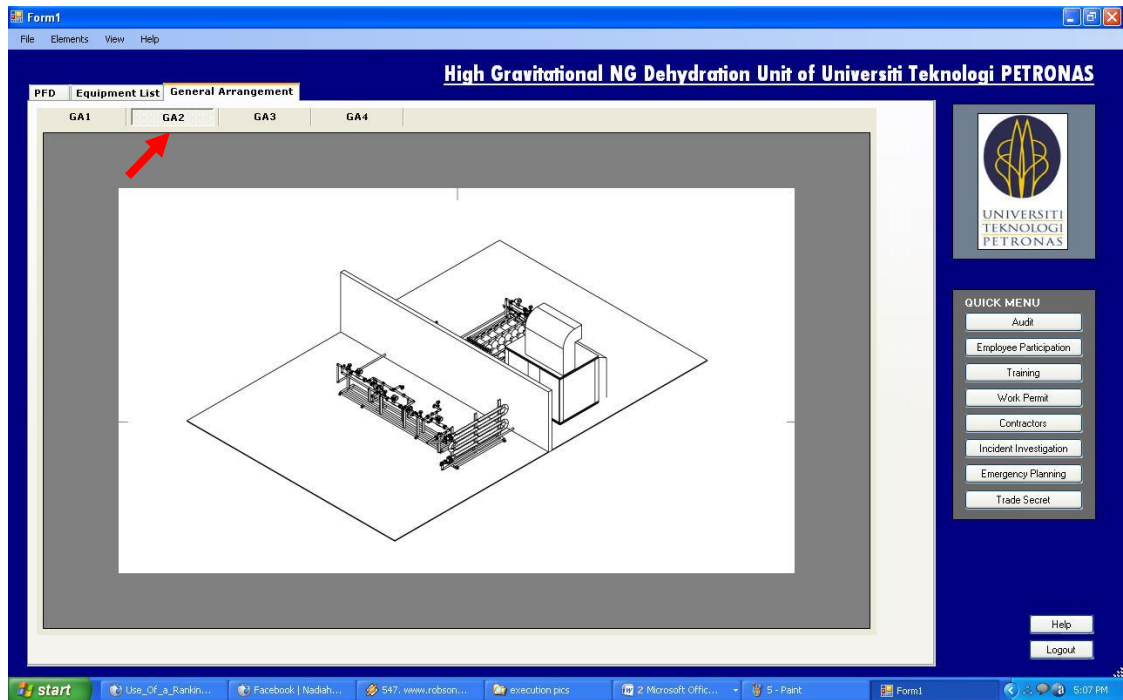 Form1
File Elements View Help
High Gravitational NG Dehydration Unit of Universiti Teknologi PETRONAS
PFD Equipment List General Arrangement
GA1 GA2 GA3 GA4
UNIVERSITI
TEKNOLOGI
PETRONAS
QUICK MENU
Audit
Employee Participation
Training
Work Permit
Contractors
Incident Investigation
Emergency Planning
Trade Secret
Help
Logout
start Use_Of_a_Rankin... Facebook | Nadiah... 547. www.robson... execution pics 2 Microsoft Offic... 5 - Paint Form1 5:07 PM